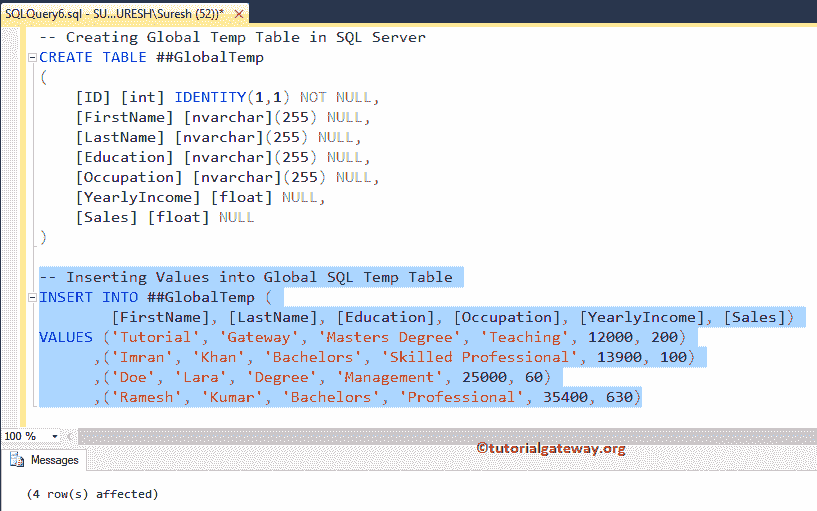 SQLQuery6.sql - SU...URESH\Suresh (52))* ×
-- Creating Global Temp Table in SQL Server
CREATE TABLE ##GlobalTemp
(
[ID] [int] IDENTITY(1,1) NOT NULL,
[FirstName] [nvarchar](255) NULL,
[LastName] [nvarchar](255) NULL,
[Education] [nvarchar](255) NULL,
[Occupation] [nvarchar](255) NULL,
[YearlyIncome] [float] NULL,
[Sales] [float] NULL
)
-- Inserting Values into Global SQL Temp Table
INSERT INTO ##GlobalTemp (
[FirstName], [LastName], [Education], [Occupation], [YearlyIncome], [Sales])
VALUES ('Tutorial', 'Gateway', 'Masters Degree', 'Teaching', 12000, 200)
,('Imran', 'Khan', 'Bachelors', 'Skilled Professional', 13900, 100)
,('Doe', 'Lara', 'Degree', 'Management', 25000, 60)
,('Ramesh', 'Kumar', 'Bachelors', 'Professional', 35400, 630)
100 %
©tutorialgateway.org
Messages
(4 row(s) affected)